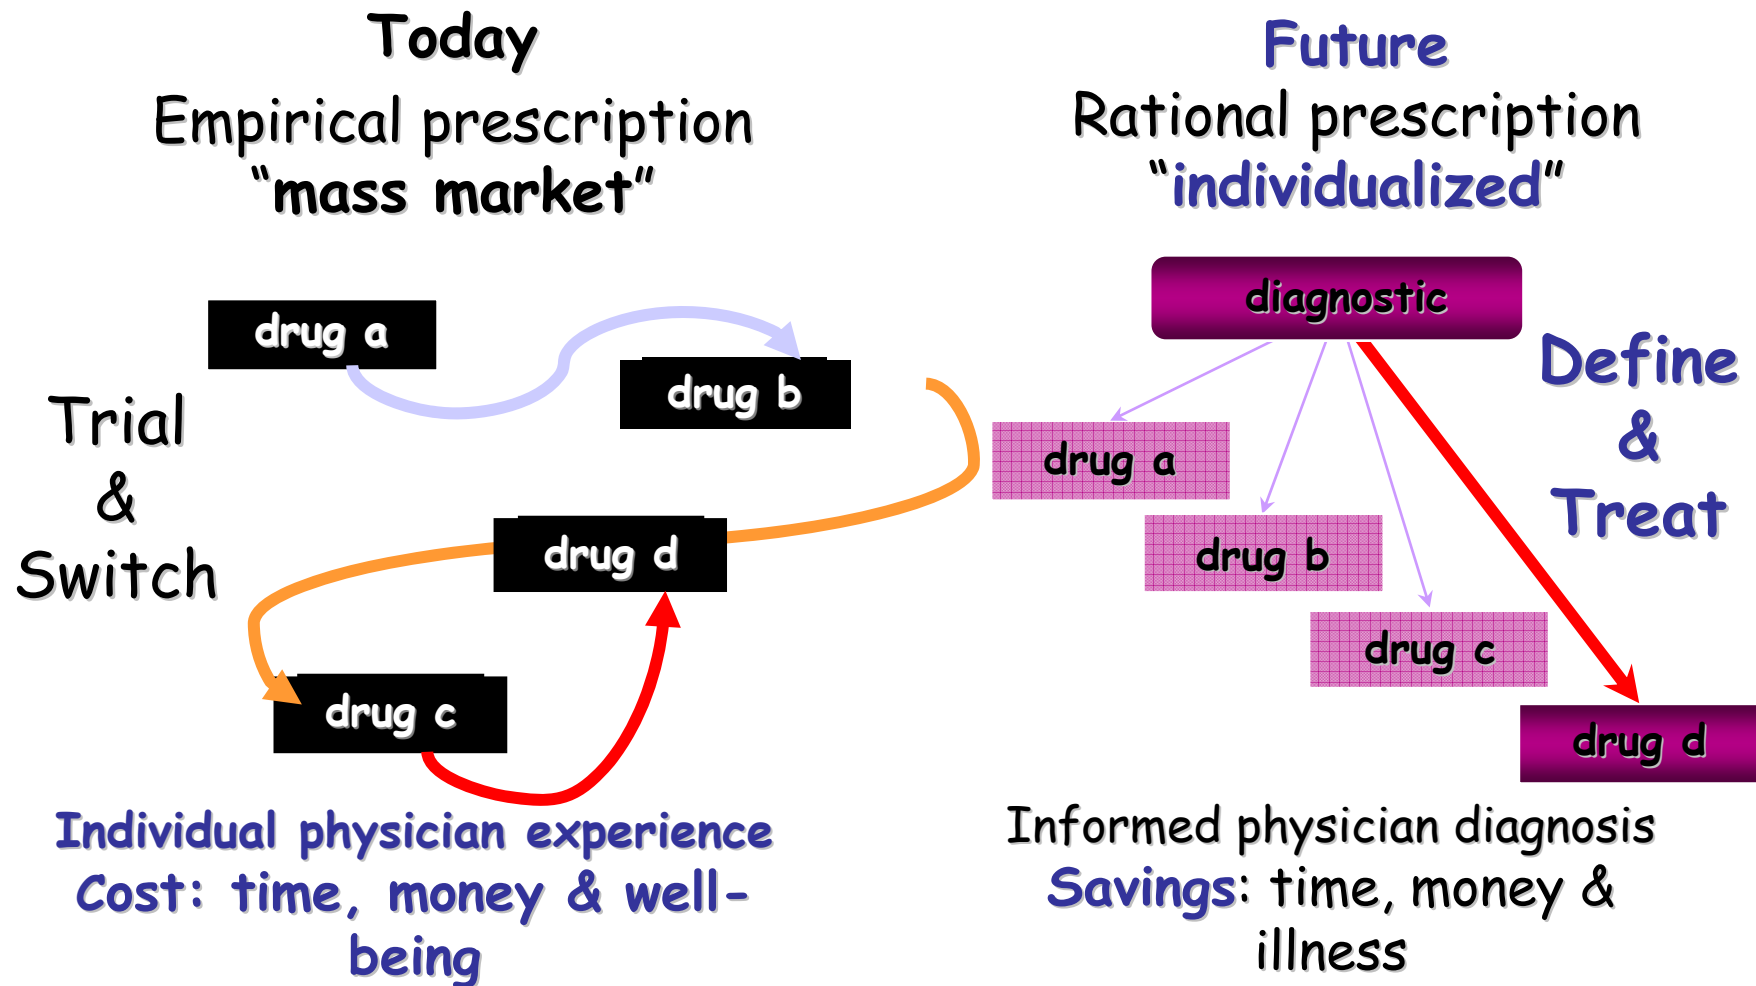 Today
Empirical prescription
“mass market”
drug a
drug b
Trial
&
Switch
drug d
drug c
Individual physician experience
Cost: time, money & well-
being
Future
Rational prescription
“individualized”
diagnostic
Define
&
Treat
drug a
drug b
drug c
drug d
Informed physician diagnosis
Savings: time, money &
illness